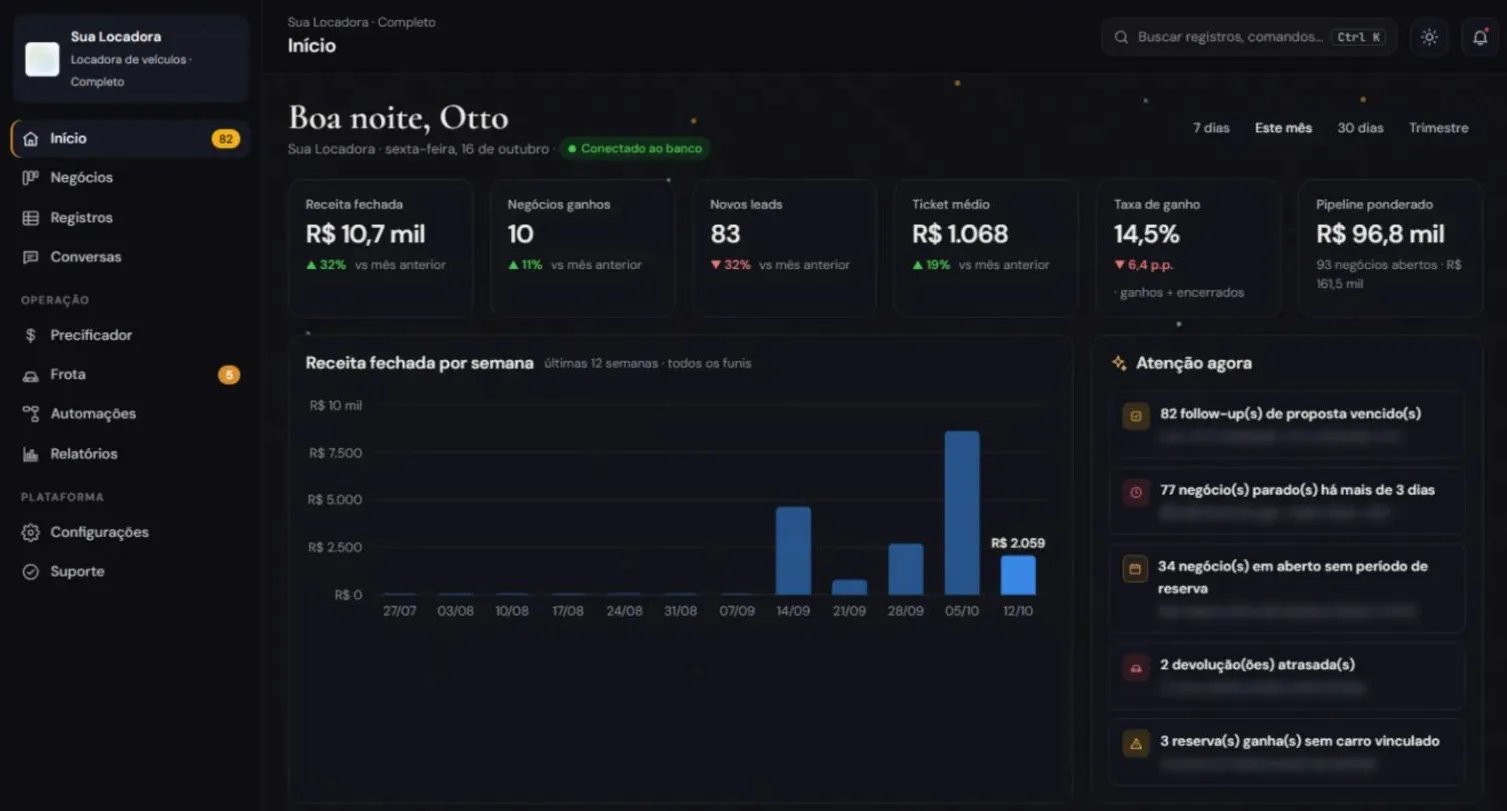 Sua Locadora
Locadora de veículos ·
Completo
Início 82
Negócios
Registros
Conversas
OPERAÇÃO
Precificador
Frota 5
Automações
Relatórios
PLATAFORMA
Configurações
Suporte
Sua Locadora · Completo
Início
Buscar registros, comandos... Ctrl K
Boa noite, Otto
Sua Locadora · sexta-feira, 16 de outubro · Conectado ao banco
7 dias Este mês 30 dias Trimestre
Receita fechada
R$ 10,7 mil
▲ 32% vs mês anterior
Negócios ganhos
10
▲ 11% vs mês anterior
Novos leads
83
▼ 32% vs mês anterior
Ticket médio
R$ 1.068
▲ 19% vs mês anterior
Taxa de ganho
14,5%
▼ 6,4 p.p.
· ganhos + encerrados
Pipeline ponderado
R$ 96,8 mil
93 negócios abertos · R$
161,5 mil
Receita fechada por semana últimas 12 semanas · todos os funis
R$ 10 mil
R$ 7.500
R$ 5.000
R$ 2.500
R$ 0
R$ 2.059
27/07 03/08 10/08 17/08 24/08 31/08 07/09 14/09 21/09 28/09 05/10 12/10
Atenção agora
82 follow-up(s) de proposta vencido(s)
77 negócio(s) parado(s) há mais de 3 dias
34 negócio(s) em aberto sem período de
reserva
2 devolução(ões) atrasada(s)
3 reserva(s) ganha(s) sem carro vinculado